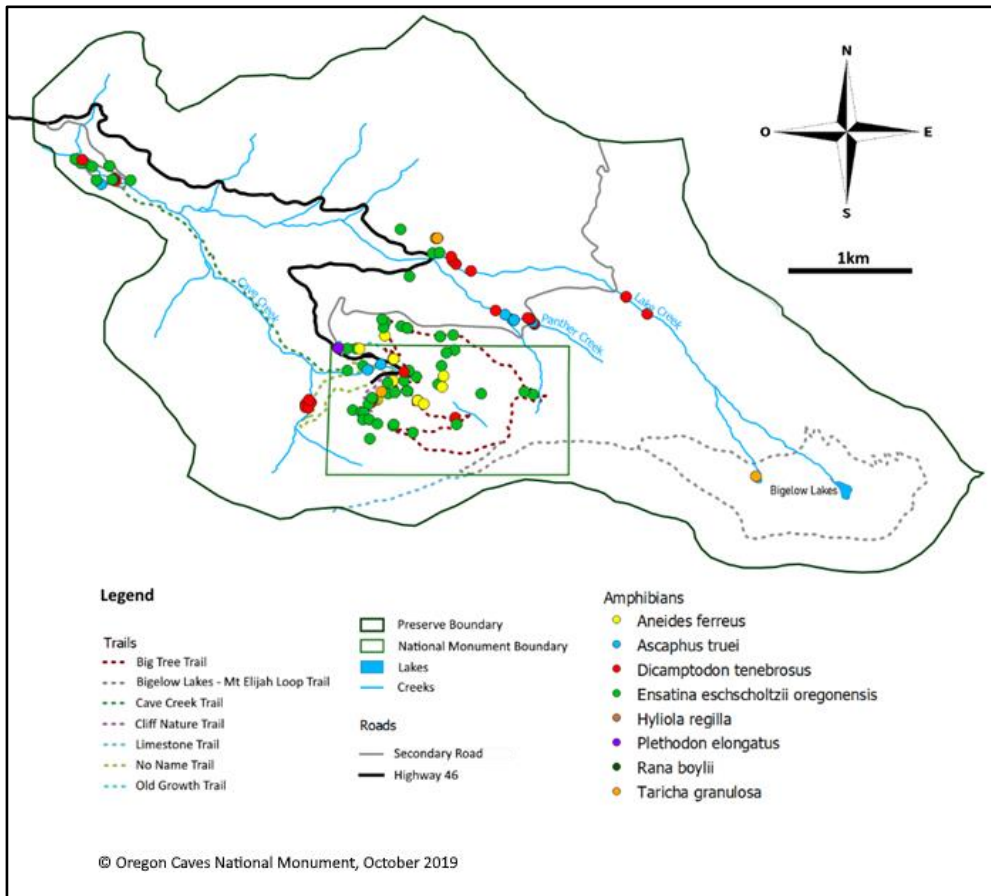 N
O
E
S
1km
Cave Creek
Lake Creek
Panther Creek
Bigelow Lakes
Legend
Trails
Big Tree Trail
Bigelow Lakes - Mt Elijah Loop Trail
Cave Creek Trail
Cliff Nature Trail
Limestone Trail
No Name Trail
Old Growth Trail
Preserve Boundary
National Monument Boundary
Lakes
Creeks
Roads
Secondary Road
Highway 46
Amphibians
Aneides ferreus
Ascaphus truei
Dicamptodon tenebrosus
Ensatina eschscholtzii oregonensis
Hyliola regilla
Plethodon elongatus
Rana boylii
Taricha granulosa
© Oregon Caves National Monument, October 2019